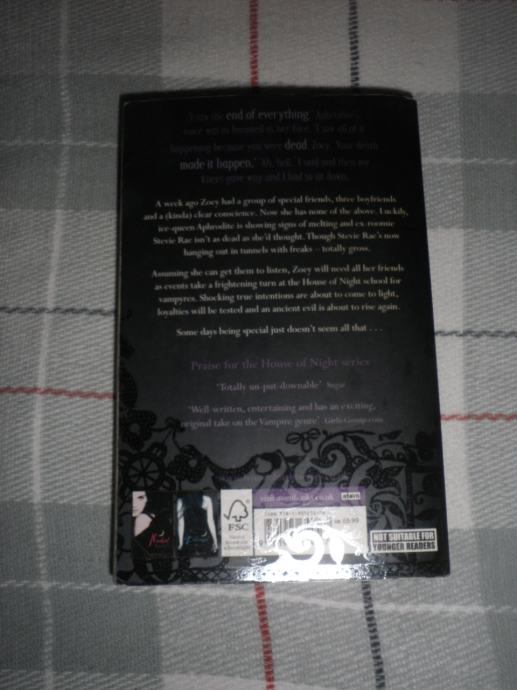 'I saw the end of everything.' Aphrodite's
happening because you were dead, Zoey. Your death
made it happen.' 'Ah, hell,' I said and then my
knees gave way and I had to sit down.
A week ago Zoey had a group of special friends, three boyfriends
and a (kinda) clear conscience. Now she has none of the above. Luckily,
ice-queen Aphrodite is showing signs of melting and ex-roomie
Stevie Rae isn't as dead as she'd thought. Though Stevie Rae's now
hanging out in tunnels with freaks – totally gross.
Assuming she can get them to listen, Zoey will need all her friends
as events take a frightening turn at the House of Night school for
vampyres. Shocking true intentions are about to come to light,
loyalties will be tested and an ancient evil is about to rise again.
Some days being special just doesn't seem all that . . .
Praise for the House of Night series
'Totally un-put-downable' Sugar
'Well-written, entertaining and has an exciting,
original take on the Vampire genre' GirlsGossip.com
atom
FSC
NOT SUITABLE FOR
YOUNGER READERS